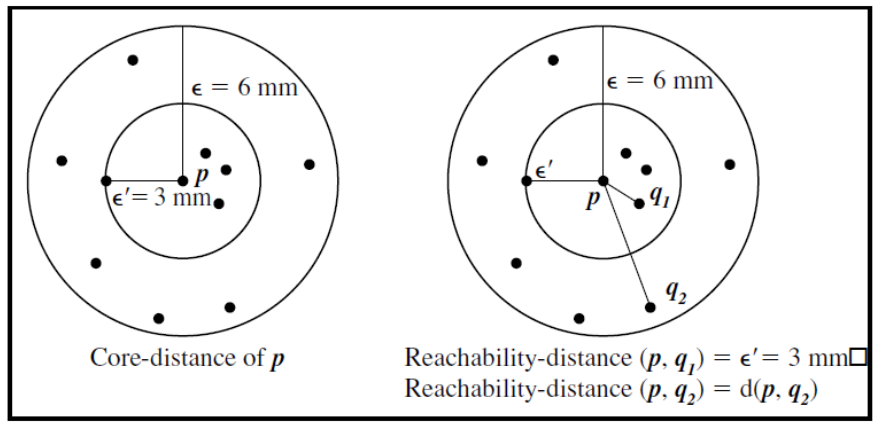 ϵ = 6 mm
p
ϵ′= 3 mm
Core-distance of p
ϵ = 6 mm
ϵ′
p
q₁
q₂
Reachability-distance (p, q₁) = ϵ′= 3 mm□
Reachability-distance (p, q₂) = d(p, q₂)